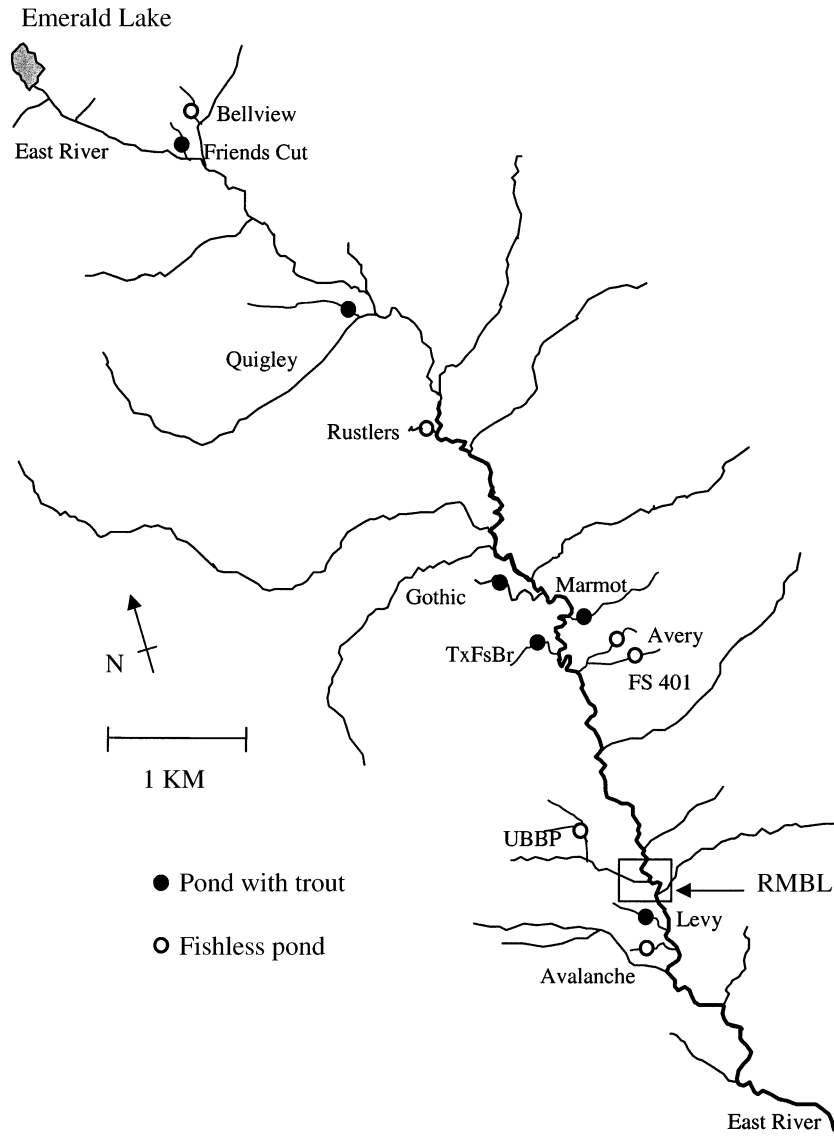 Emerald Lake
Bellview
East River
Friends Cut
Quigley
Rustlers
Gothic
Marmot
Avery
TxFsBr
FS 401
N
1 KM
UBBP
Pond with trout
RMBL
Levy
Fishless pond
Avalanche
East River